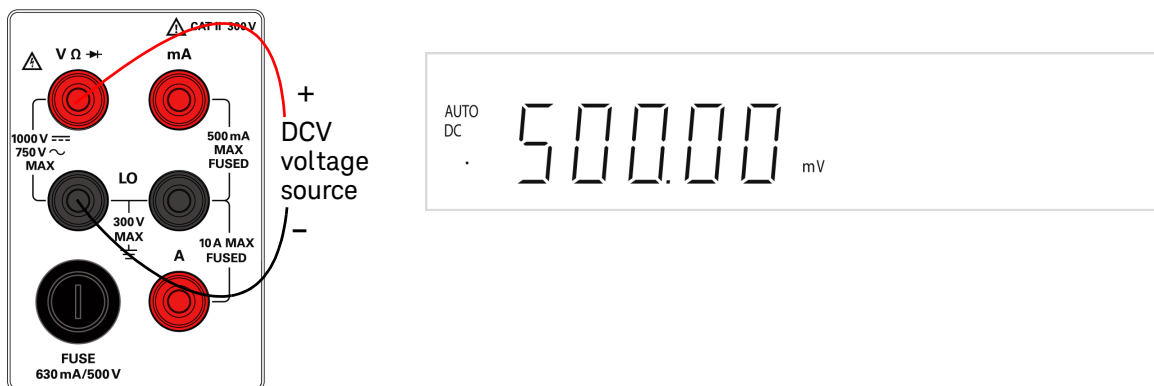 CAT II 300 V
V Ω
mA
1000 V
750 V
MAX
500 mA
MAX
FUSED
LO
300 V
MAX
10 A MAX
FUSED
A
FUSE
630 mA/500 V
+
DCV
voltage
source
−
AUTO
DC
500.00 mV